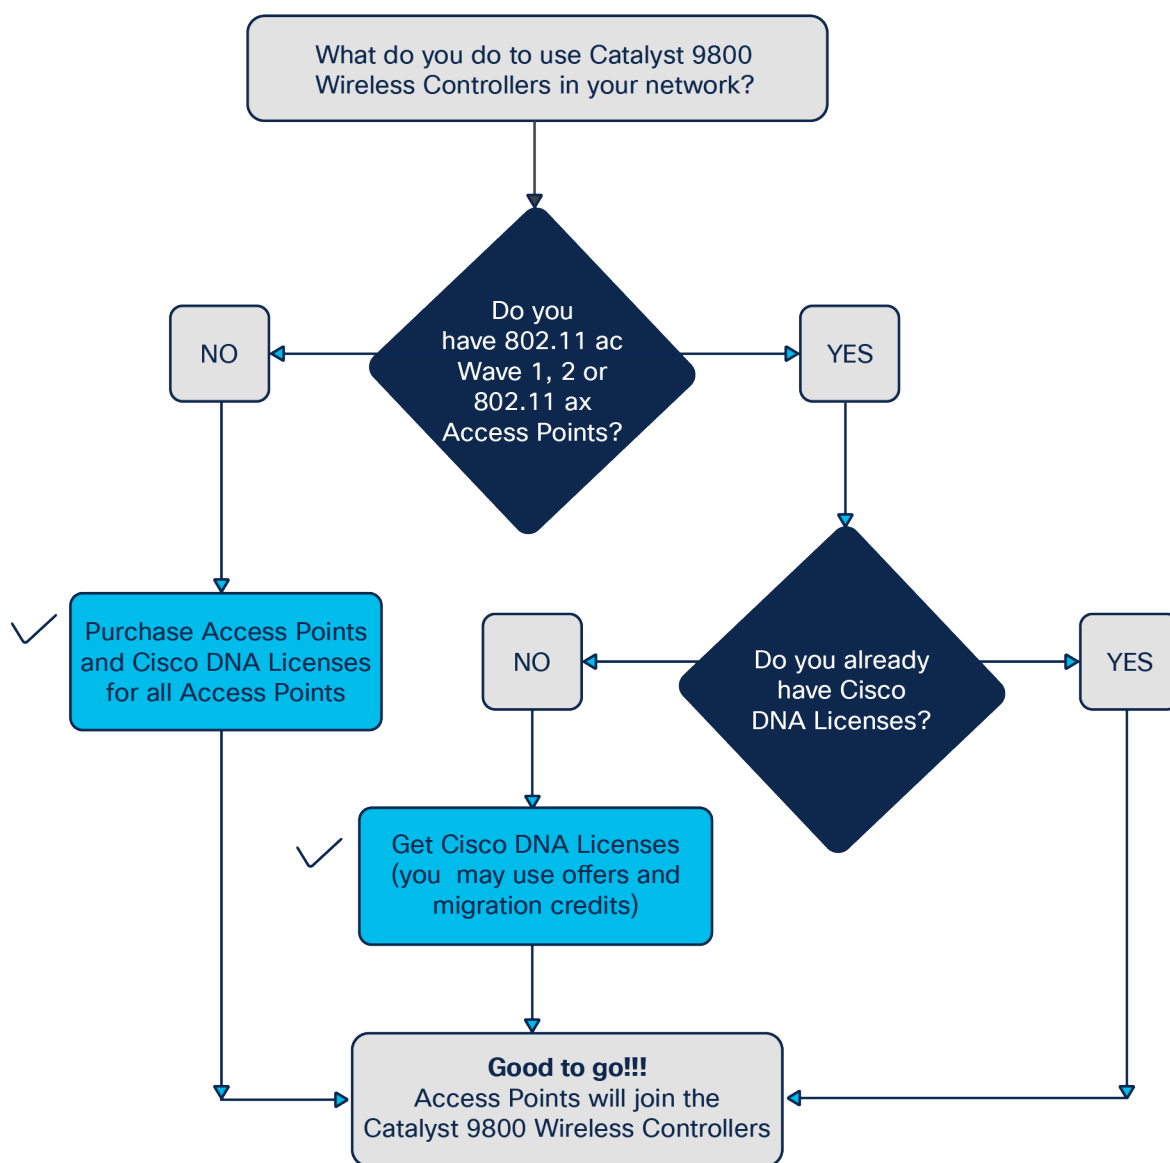 What do you do to use Catalyst 9800
Wireless Controllers in your network?
Do you
have 802.11 ac
Wave 1, 2 or
802.11 ax
Access Points?
NO
YES
Purchase Access Points
and Cisco DNA Licenses
for all Access Points
Do you already
have Cisco
DNA Licenses?
NO
YES
Get Cisco DNA Licenses
(you  may use offers and
migration credits)
Good to go!!!
Access Points will join the
Catalyst 9800 Wireless Controllers